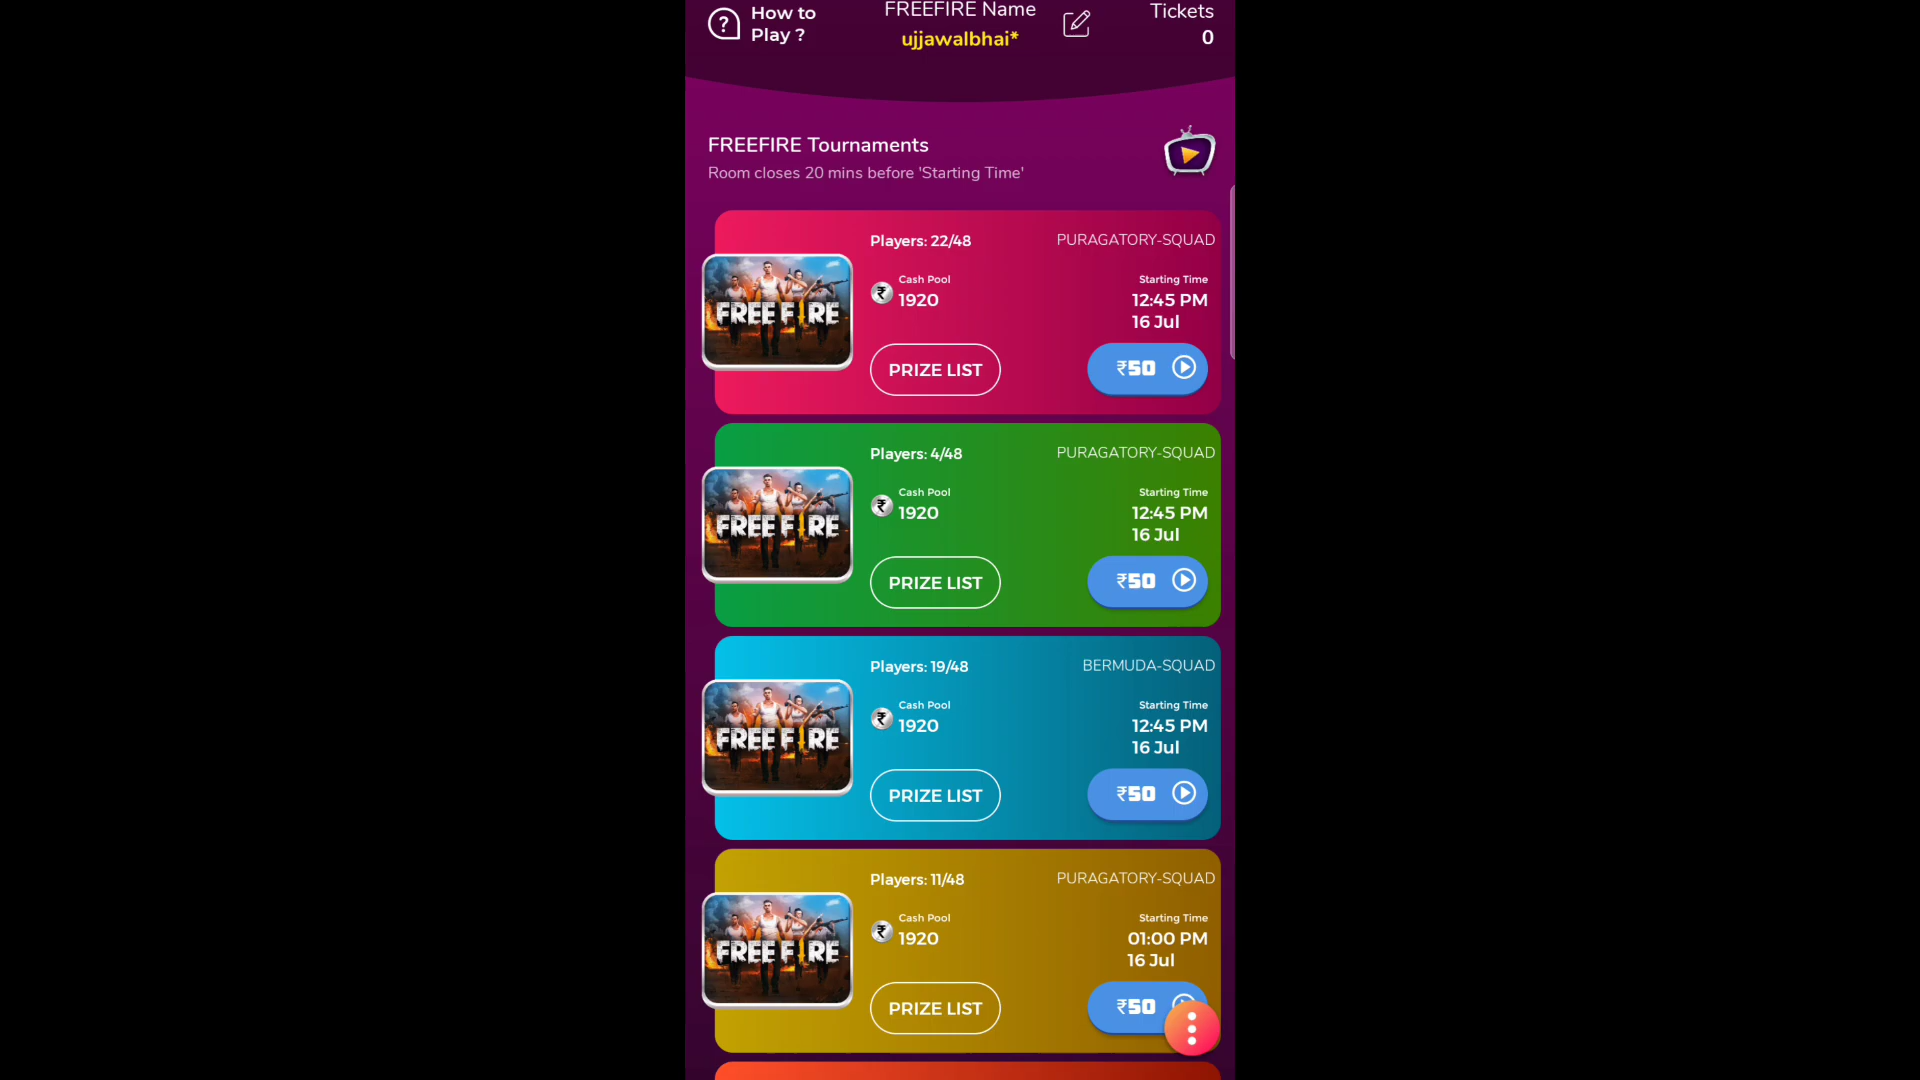 How to
Play ?
FREEFIRE Name
ujjawalbhai*
Tickets
0
FREEFIRE Tournaments
Room closes 20 mins before 'Starting Time'
Players: 22/48
PURAGATORY-SQUAD
FREE FIRE
Cash Pool
₹ 1920
Starting Time
12:45 PM
16 Jul
PRIZE LIST
₹50
Players: 4/48
PURAGATORY-SQUAD
FREE FIRE
Cash Pool
₹ 1920
Starting Time
12:45 PM
16 Jul
PRIZE LIST
₹50
Players: 19/48
BERMUDA-SQUAD
FREE FIRE
Cash Pool
₹ 1920
Starting Time
12:45 PM
16 Jul
PRIZE LIST
₹50
Players: 11/48
PURAGATORY-SQUAD
FREE FIRE
Cash Pool
₹ 1920
Starting Time
01:00 PM
16 Jul
PRIZE LIST
₹50